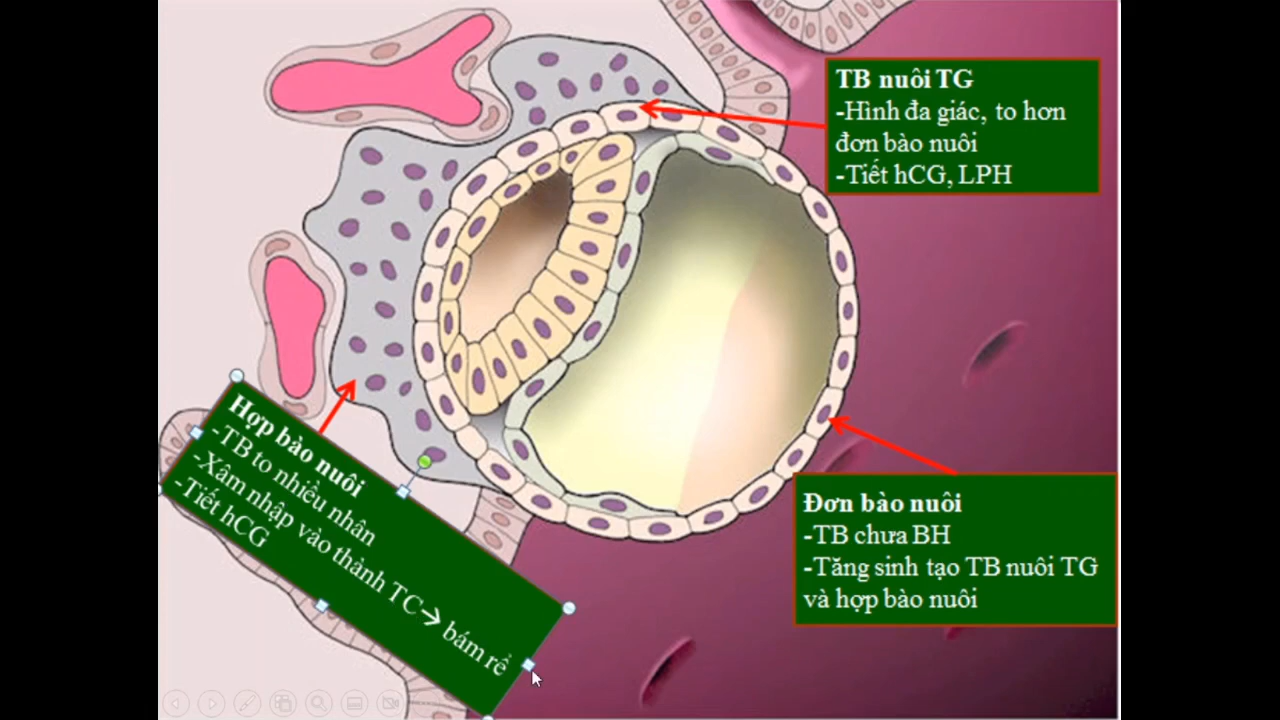 TB nuôi TG
-Hình đa giác, to hơn
đơn bào nuôi
-Tiết hCG, LPH
Hợp bào nuôi
-TB to nhiều nhân
-Xâm nhập vào thành TC→ bám rể
-Tiết hCG
Đơn bào nuôi
-TB chưa BH
-Tăng sinh tạo TB nuôi TG
và hợp bào nuôi